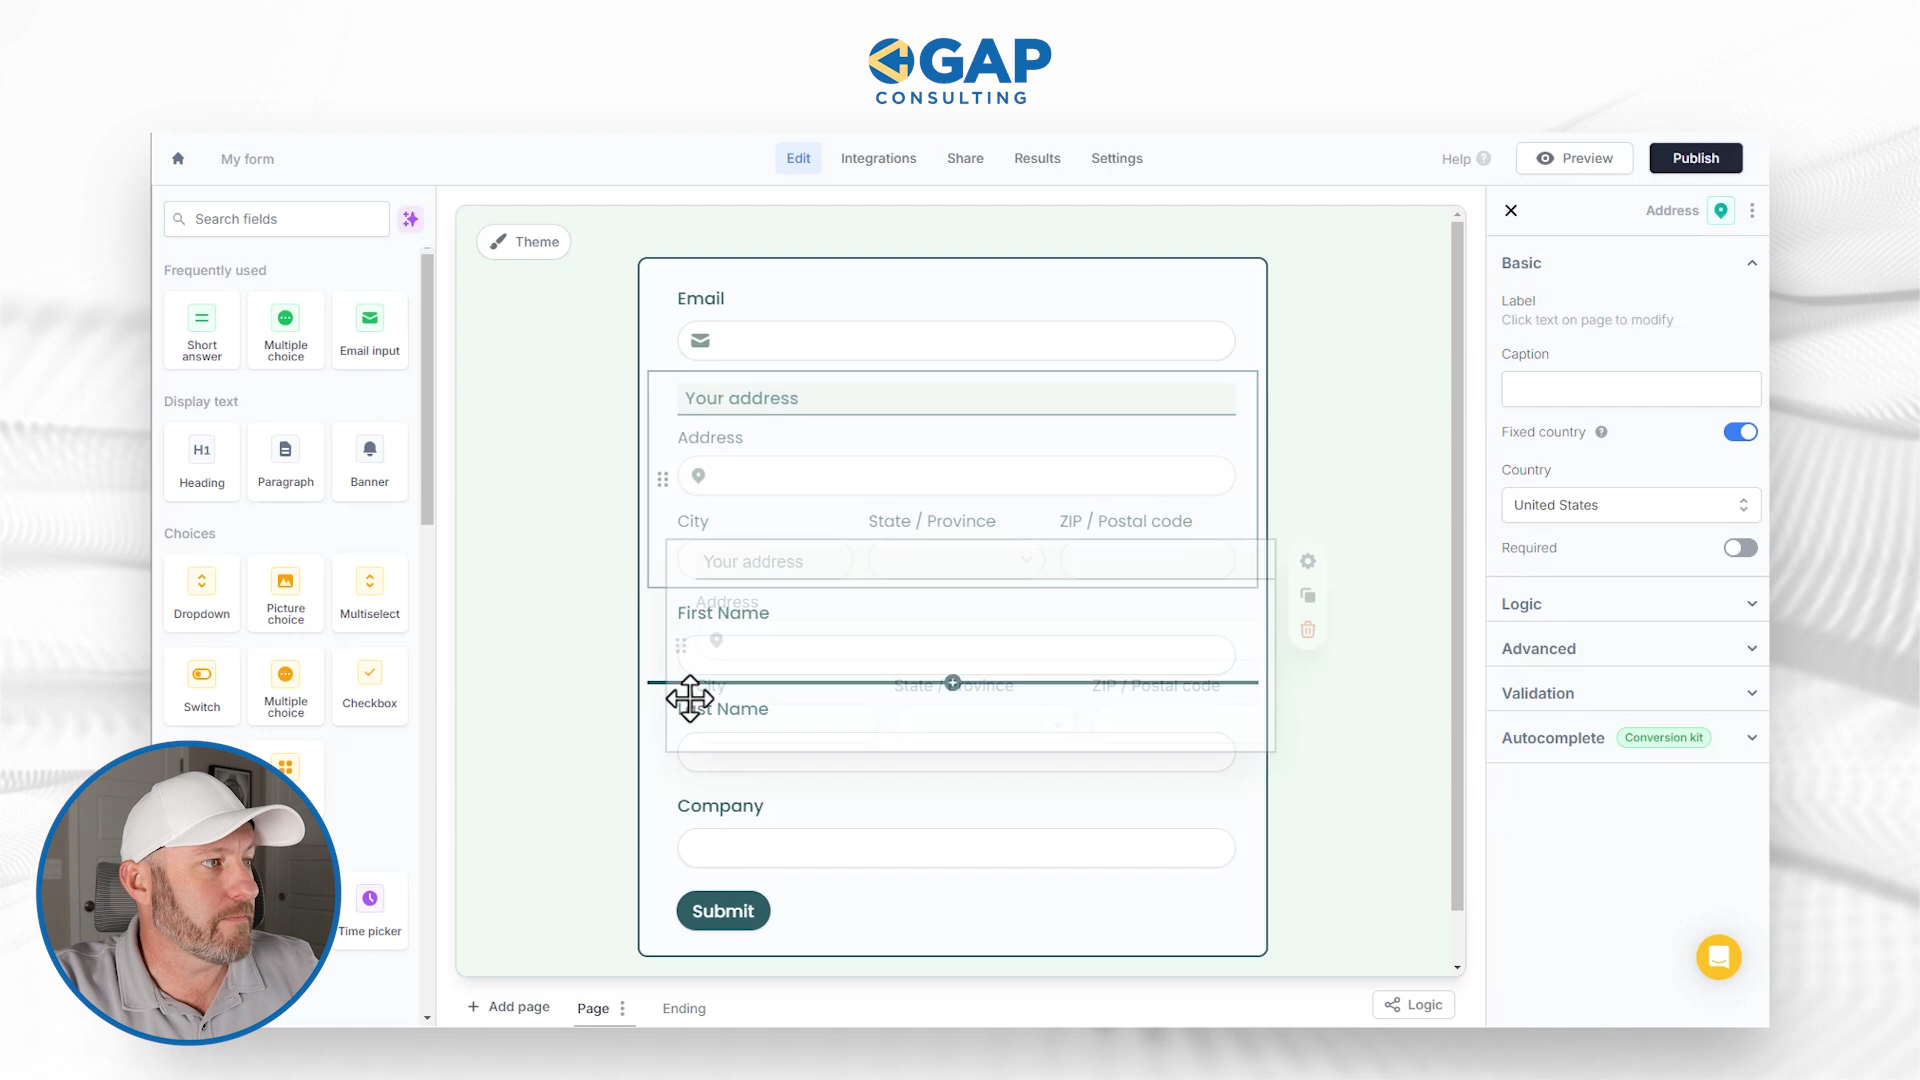 GAP
CONSULTING
My form
Edit
Integrations
Share
Results
Settings
Help
Preview
Publish
Search fields
Frequently used
Short
answer
Multiple
choice
Email input
Display text
H1
Heading
Paragraph
Banner
Choices
Dropdown
Picture
choice
Multiselect
Switch
Multiple
choice
Checkbox
Time picker
Theme
Email
Your address
Address
City
State / Province
ZIP / Postal code
Your address
Address
First Name
City
State / Province
ZIP / Postal code
Last Name
Company
Submit
Add page
Page
Ending
Logic
Address
Basic
Label
Click text on page to modify
Caption
Fixed country
Country
United States
Required
Logic
Advanced
Validation
Autocomplete
Conversion kit